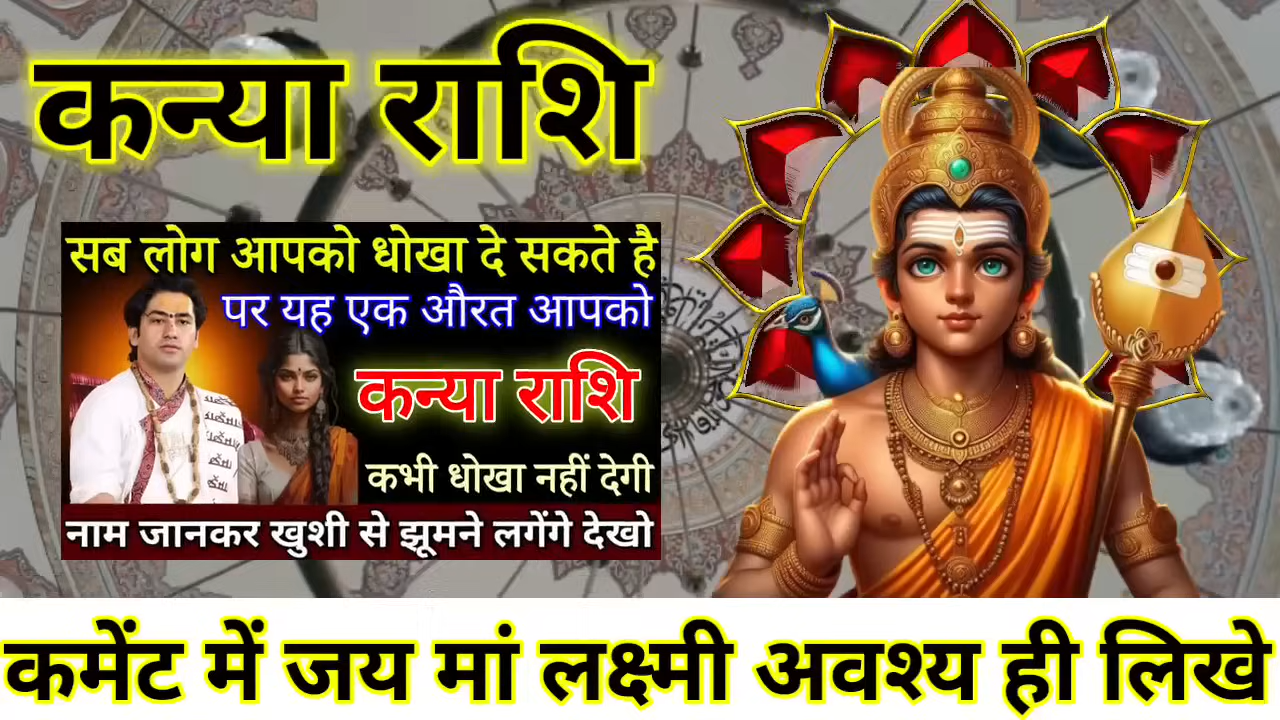 कन्या राशि
सब लोग आपको धोखा दे सकते है
पर यह एक औरत आपको
कन्या राशि
कभी धोखा नहीं देगी
नाम जानकर खुशी से झूमने लगेंगे देखो
कमेंट में जय मां लक्ष्मी अवश्य ही लिखे